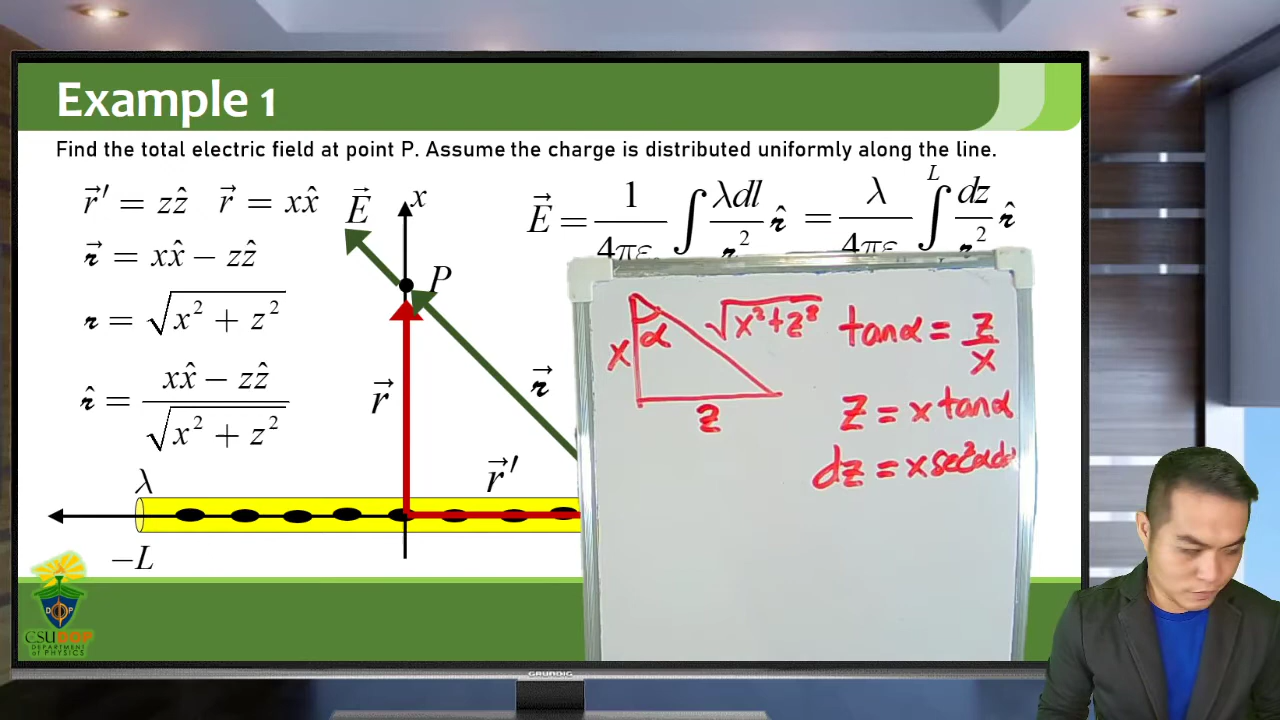 Example 1
Find the total electric field at point P. Assume the charge is distributed uniformly along the line.
r⃗′ = zẑ r⃗ = xx̂
𝓇⃗ = xx̂ − zẑ
𝓇 = √(x² + z²)
𝓇̂ = (xx̂ − zẑ) / √(x² + z²)
E⃗
x
P
r⃗
𝓇⃗
r⃗′
λ
−L
E⃗ = 1/4πε ∫ λdl/𝓇² 𝓇̂ = λ/4πε ∫ L dz/𝓇² 𝓇̂
x
α
√(x²+z²)
z
tanα = z/x
z = x tanα
dz = x sec²α dα
D P
CSUDOP
DEPARTMENT
of PHYSICS
GRUNDIG